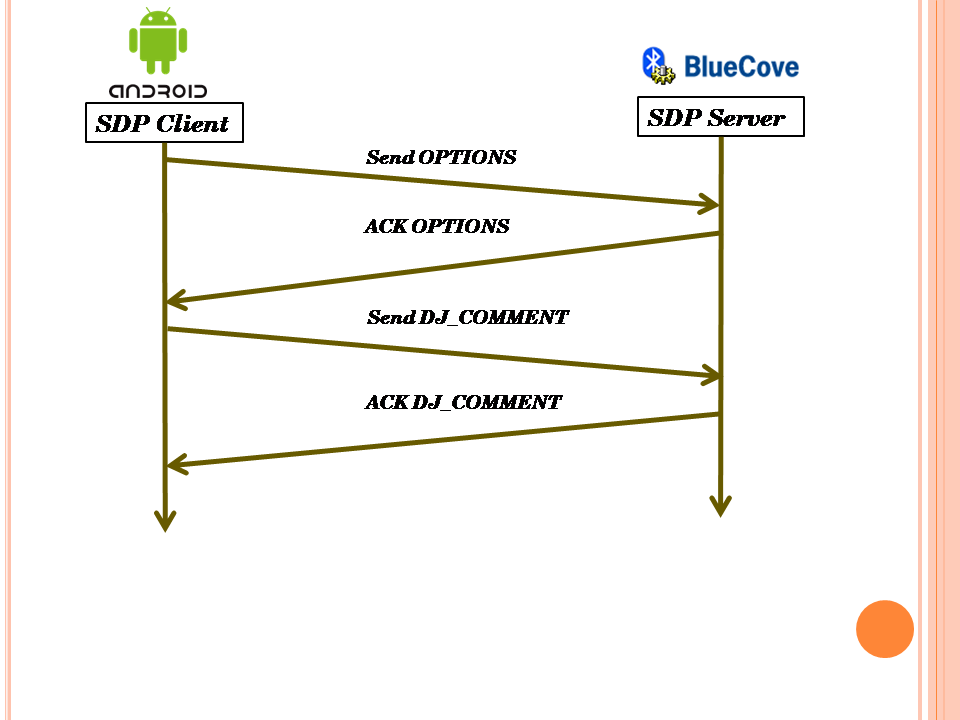 ANDROID
BlueCove
SDP Client
SDP Server
Send OPTIONS
ACK OPTIONS
Send DJ_COMMENT
ACK DJ_COMMENT